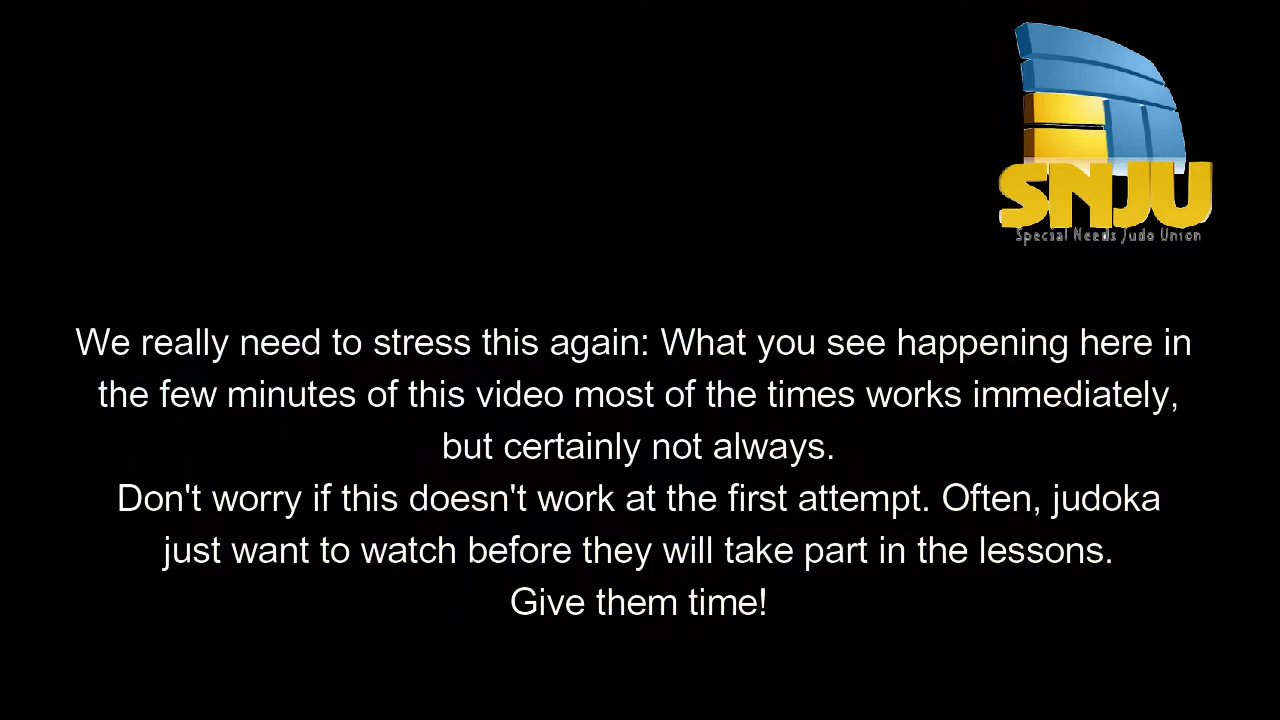 SNJU
Special Needs Judo Union
We really need to stress this again: What you see happening here in
the few minutes of this video most of the times works immediately,
but certainly not always.
Don't worry if this doesn't work at the first attempt. Often, judoka
just want to watch before they will take part in the lessons.
Give them time!